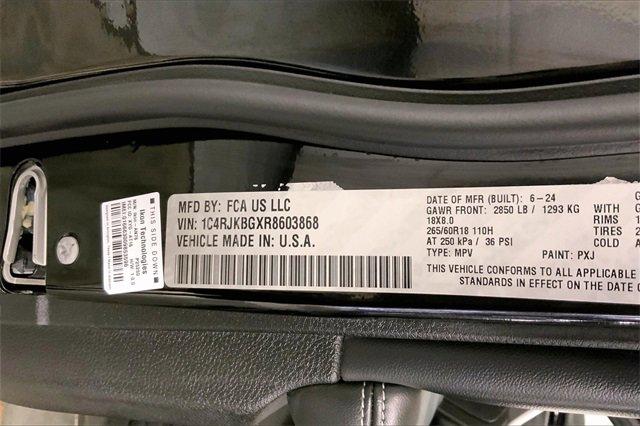 MFD BY: FCA US LLC
VIN: 1C4RJKBGXR8603868
VEHICLE MADE IN: U.S.A.
DATE OF MFR (BUILT): 6-24
GAWR FRONT: 2850 LB / 1293 KG WITH
18X8.0 RIMS
265/60R18 110H TIRES
AT 250 kPa / 36 PSI COLD
TYPE: MPV PAINT: PXJ
THIS VEHICLE CONFORMS TO ALL APPLICABLE
STANDARDS IN EFFECT ON THE DATE O
THIS SIDE DOWN
Ixon Technologies